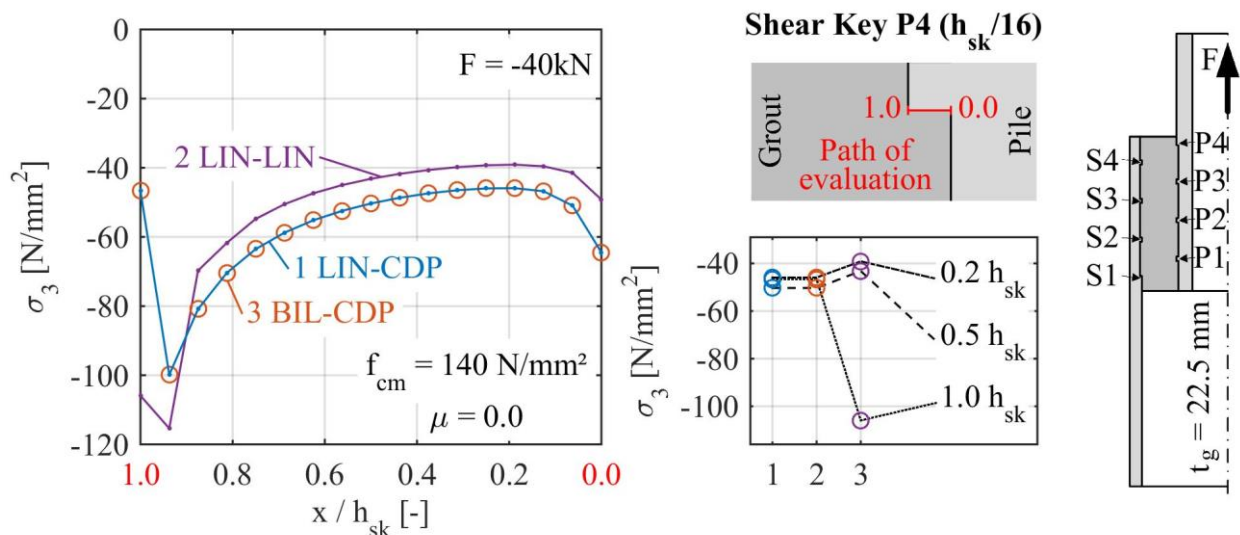 0
-20
-40
-60
-80
-100
-120
σ3 [N/mm²]
F = -40kN
2 LIN-LIN
1 LIN-CDP
3 BIL-CDP
fcm = 140 N/mm²
μ = 0.0
1.0 0.8 0.6 0.4 0.2 0.0
x / hsk [-]
Shear Key P4 (hsk/16)
Grout
1.0 0.0
Path of
evaluation
Pile
-40
-60
-80
-100
σ3 [N/mm²]
0.2 hsk
0.5 hsk
1.0 hsk
1 2 3
F
P4
S4
P3
S3
P2
S2
P1
S1
tg = 22.5 mm